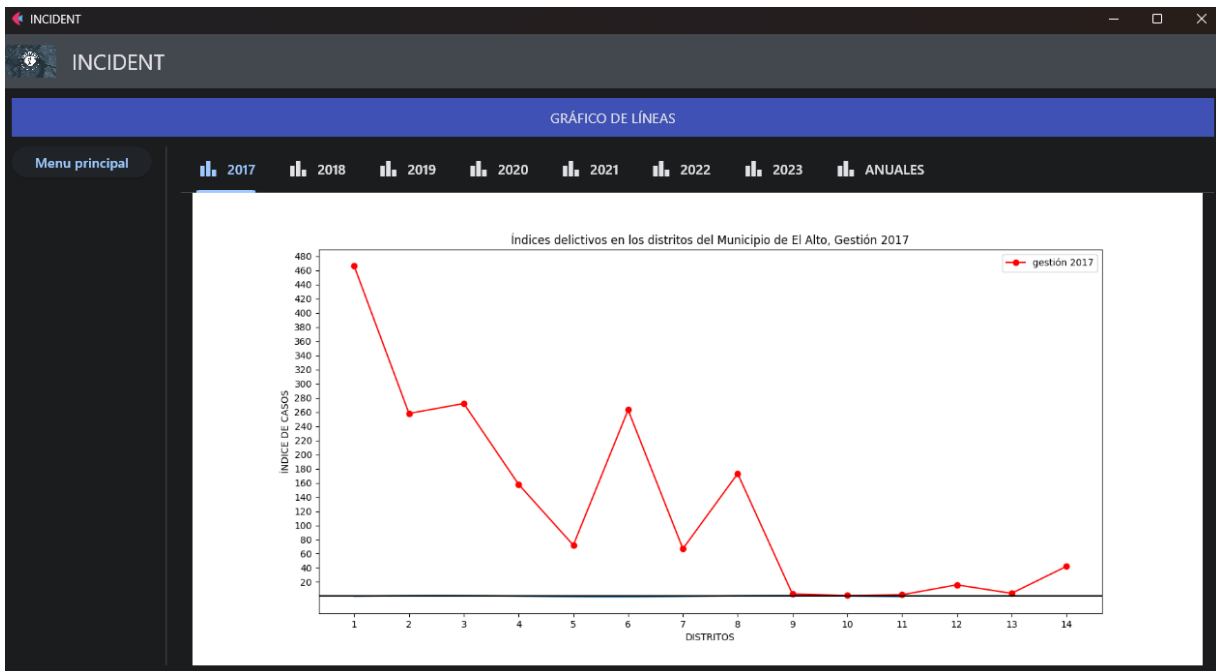 INCIDENT
INCIDENT
GRÁFICO DE LÍNEAS
Menu principal
2017 2018 2019 2020 2021 2022 2023 ANUALES
Índices delictivos en los distritos del Municipio de El Alto, Gestión 2017
gestión 2017
480
460
440
420
400
380
360
340
320
300
280
260
240
220
200
180
160
140
120
100
80
60
40
20
ÍNDICE DE CASOS
1 2 3 4 5 6 7 8 9 10 11 12 13 14
DISTRITOS